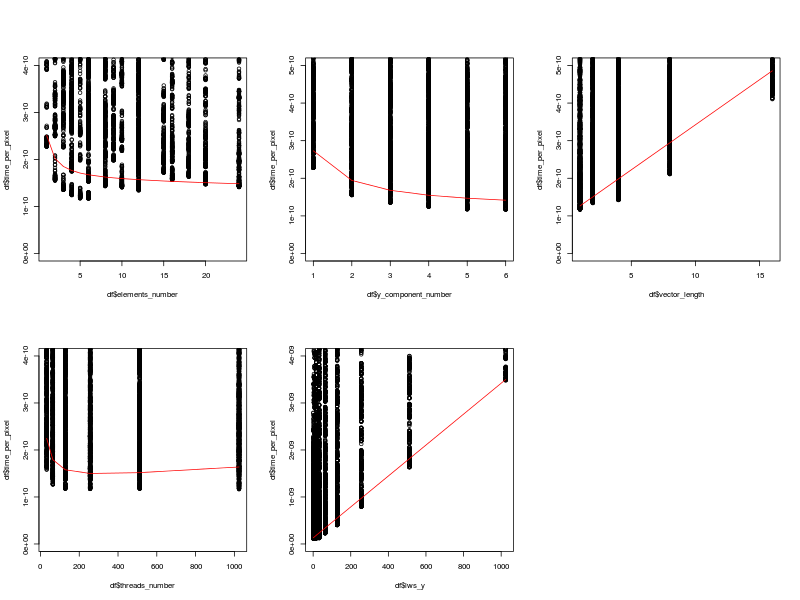 df$time_per_pixel
0e+00 1e-10 2e-10 3e-10 4e-10
5 10 15 20
df$elements_number
df$time_per_pixel
0e+00 1e-10 2e-10 3e-10 4e-10 5e-10
1 2 3 4 5 6
df$y_component_number
df$time_per_pixel
0e+00 1e-10 2e-10 3e-10 4e-10 5e-10
5 10 15
df$vector_length
df$time_per_pixel
0e+00 1e-10 2e-10 3e-10 4e-10
0 200 400 600 800 1000
df$threads_number
df$time_per_pixel
0e+00 1e-09 2e-09 3e-09 4e-09
0 200 400 600 800 1000
df$lws_y